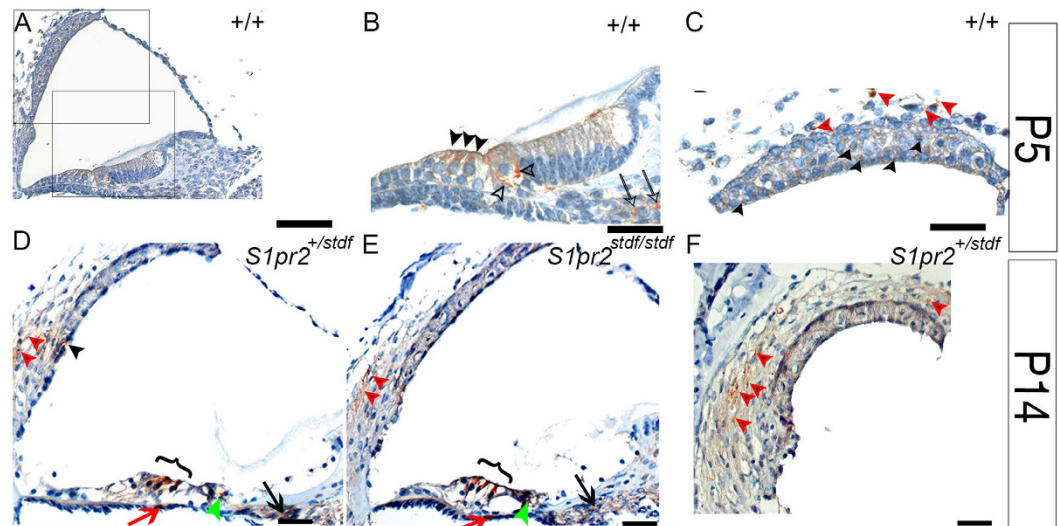 A
+/+
B
+/+
C
+/+
P5
D
S1pr2+/stdf
E
S1pr2stdf/stdf
F
S1pr2+/stdf
P14